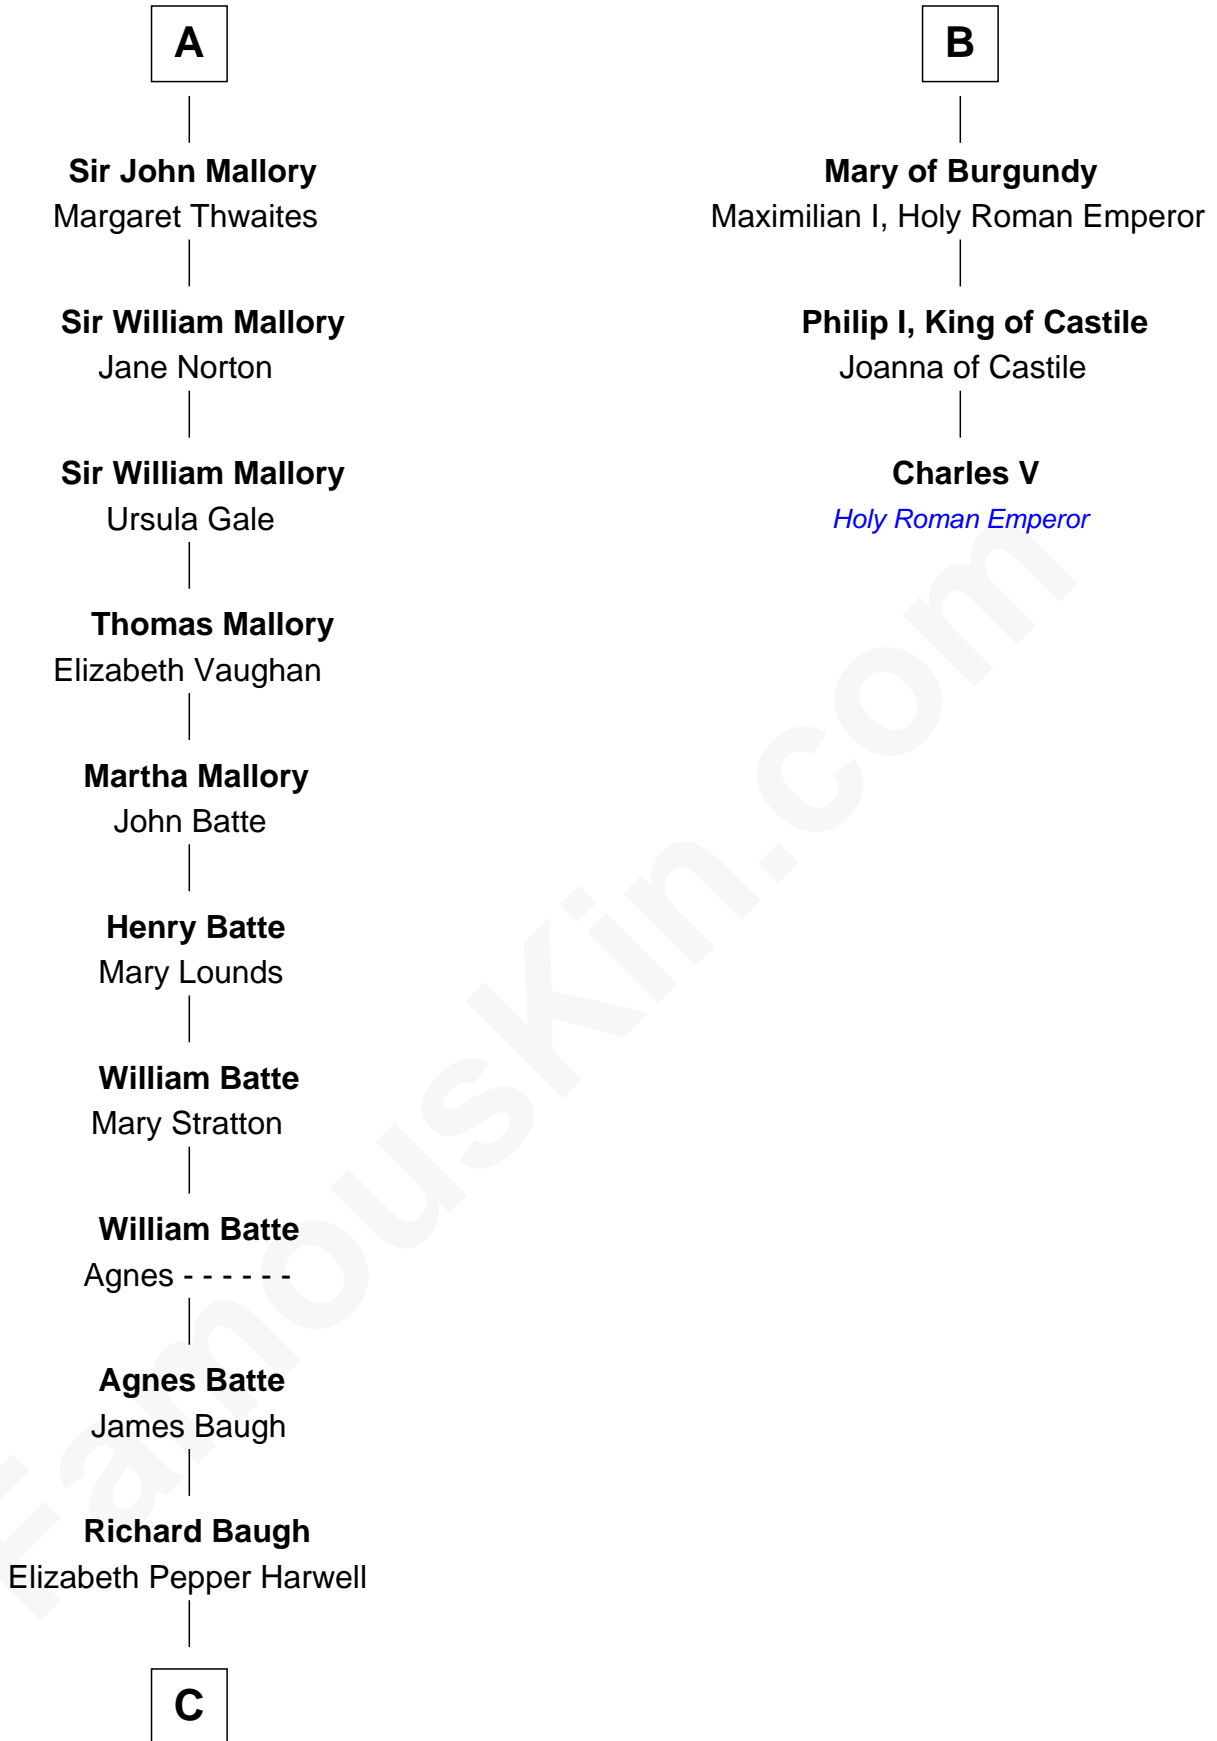 A
B
Sir John Mallory
Margaret Thwaites
Mary of Burgundy
Maximilian I, Holy Roman Emperor
Sir William Mallory
Jane Norton
Philip I, King of Castile
Joanna of Castile
Sir William Mallory
Ursula Gale
Charles V
Holy Roman Emperor
Thomas Mallory
Elizabeth Vaughan
Martha Mallory
John Batte
Henry Batte
Mary Lounds
William Batte
Mary Stratton
William Batte
Agnes - - - - - -
Agnes Batte
James Baugh
Richard Baugh
Elizabeth Pepper Harwell
C
FamousKin.com